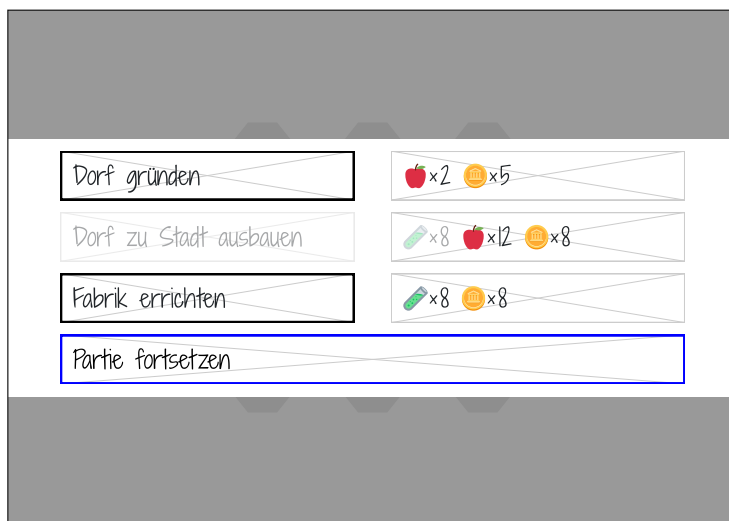 Dorf gründen ×2 ×5
Dorf zu Stadt ausbauen ×8 ×12 ×8
Fabrik errichten ×8 ×8
Partie fortsetzen